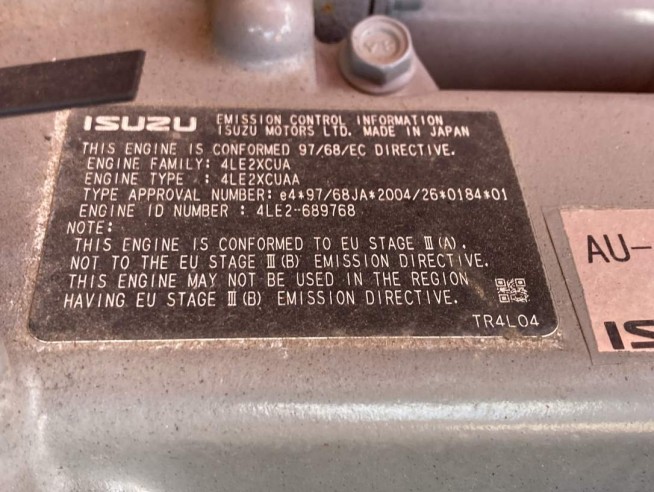 ISUZU EMISSION CONTROL INFORMATION
ISUZU MOTORS LTD. MADE IN JAPAN
THIS ENGINE IS CONFORMED 97/68/EC DIRECTIVE.
ENGINE FAMILY: 4LE2XCUA
ENGINE TYPE : 4LE2XCUAA
TYPE APPROVAL NUMBER: e4*97/68JA*2004/26*0184*01
ENGINE ID NUMBER : 4LE2-689768
NOTE:
THIS ENGINE IS CONFORMED TO EU STAGE Ⅲ(A),
NOT TO THE EU STAGE Ⅲ(B) EMISSION DIRECTIVE.
THIS ENGINE MAY NOT BE USED IN THE REGION
HAVING EU STAGE Ⅲ(B) EMISSION DIRECTIVE.
TR4L04
AU-
IS